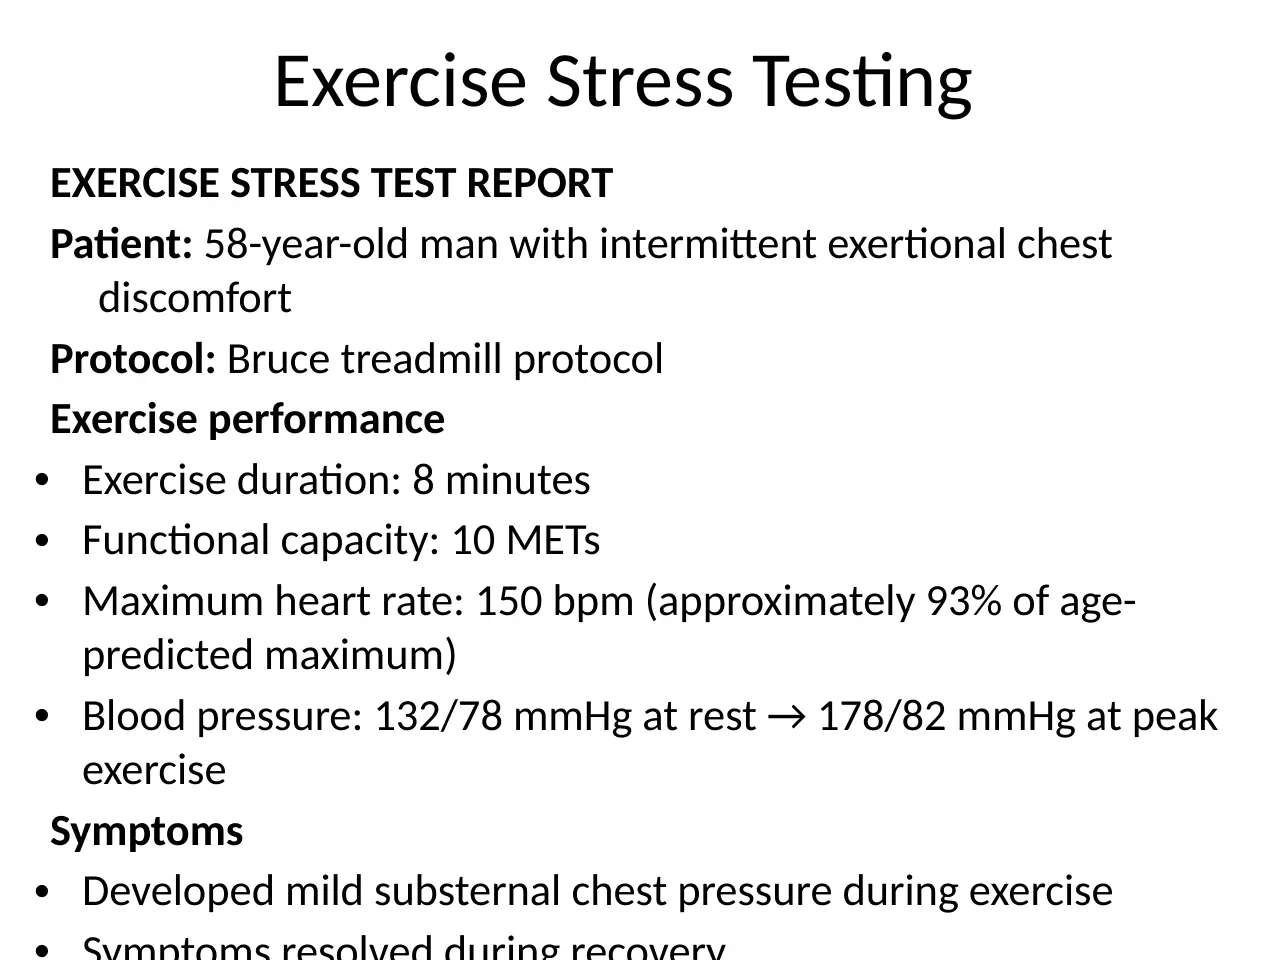 Exercise Stress Testing
EXERCISE STRESS TEST REPORT
Patient: 58-year-old man with intermittent exertional chest
discomfort
Protocol: Bruce treadmill protocol
Exercise performance
• Exercise duration: 8 minutes
• Functional capacity: 10 METs
• Maximum heart rate: 150 bpm (approximately 93% of age-
predicted maximum)
• Blood pressure: 132/78 mmHg at rest → 178/82 mmHg at peak
exercise
Symptoms
• Developed mild substernal chest pressure during exercise
• Symptoms resolved during recovery